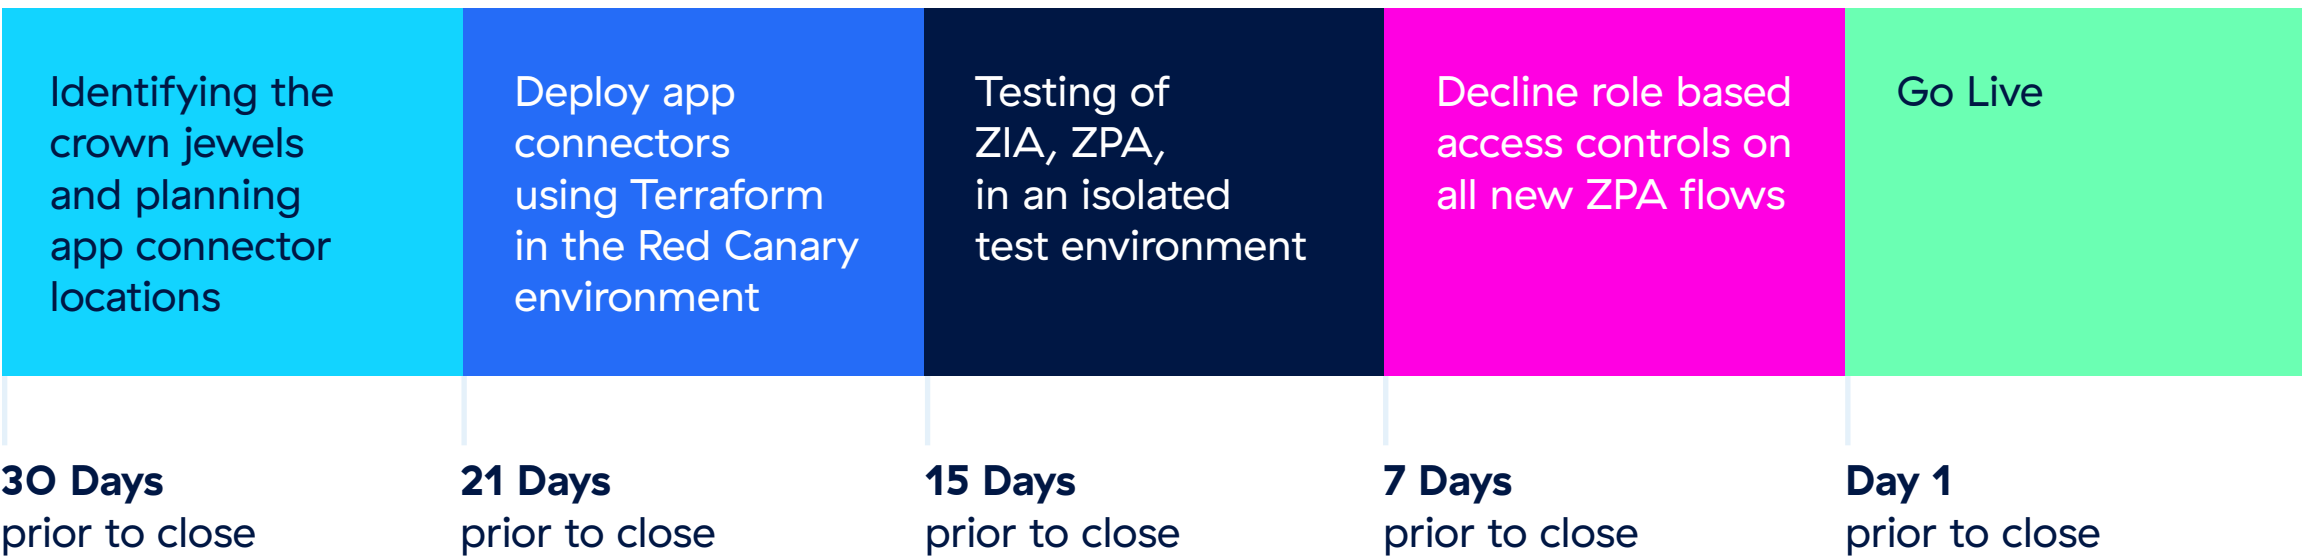 Identifying the
crown jewels
and planning
app connector
locations
Deploy app
connectors
using Terraform
in the Red Canary
environment
Testing of
ZIA, ZPA,
in an isolated
test environment
Decline role based
access controls on
all new ZPA flows
Go Live
30 Days
prior to close
21 Days
prior to close
15 Days
prior to close
7 Days
prior to close
Day 1
prior to close